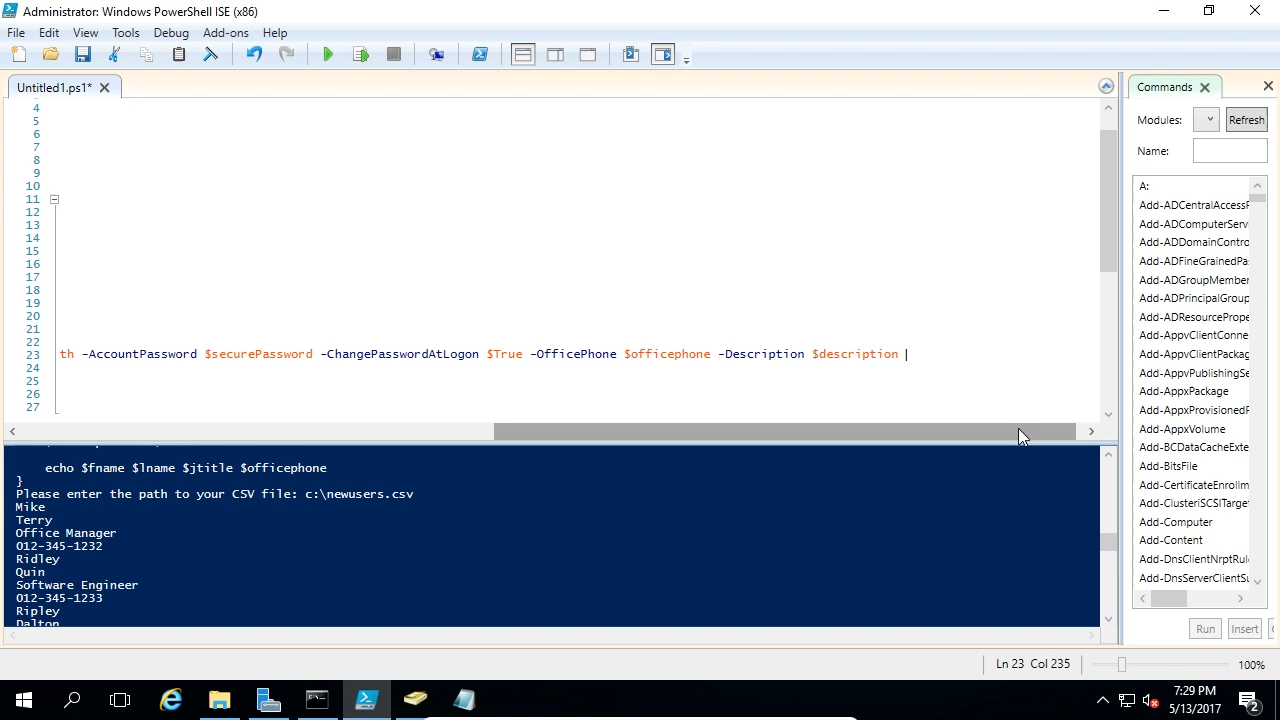 Administrator: Windows PowerShell ISE (x86)
File Edit View Tools Debug Add-ons Help
Untitled1.ps1*
Commands
Modules:
Refresh
Name:
4
5
6
7
8
9
10
11
12
13
14
15
16
17
18
19
20
21
22
23 th -AccountPassword $securePassword -ChangePasswordAtLogon $True -OfficePhone $officephone -Description $description
24
25
26
27
A:
Add-ADCentralAccessP
Add-ADComputerServ
Add-ADDomainContro
Add-ADFineGrainedPa
Add-ADGroupMember
Add-ADPrincipalGroup
Add-ADResourcePrope
Add-AppvClientConne
Add-AppvClientPackag
Add-AppvPublishingSe
Add-AppxPackage
Add-AppxProvisionedP
Add-AppxVolume
Add-BCDataCacheExte
Add-BitsFile
Add-CertificateEnrollm
Add-ClusteriSCSITarge
Add-Computer
Add-Content
Add-DnsClientNrptRul
Add-DnsServerClientSu
Run Insert
echo $fname $lname $jtitle $officephone
}
Please enter the path to your CSV file: c:\newusers.csv
Mike
Terry
Office Manager
012-345-1232
Ridley
Quin
Software Engineer
012-345-1233
Ripley
Dalton
Ln 23 Col 235
100%
7:29 PM
5/13/2017
2